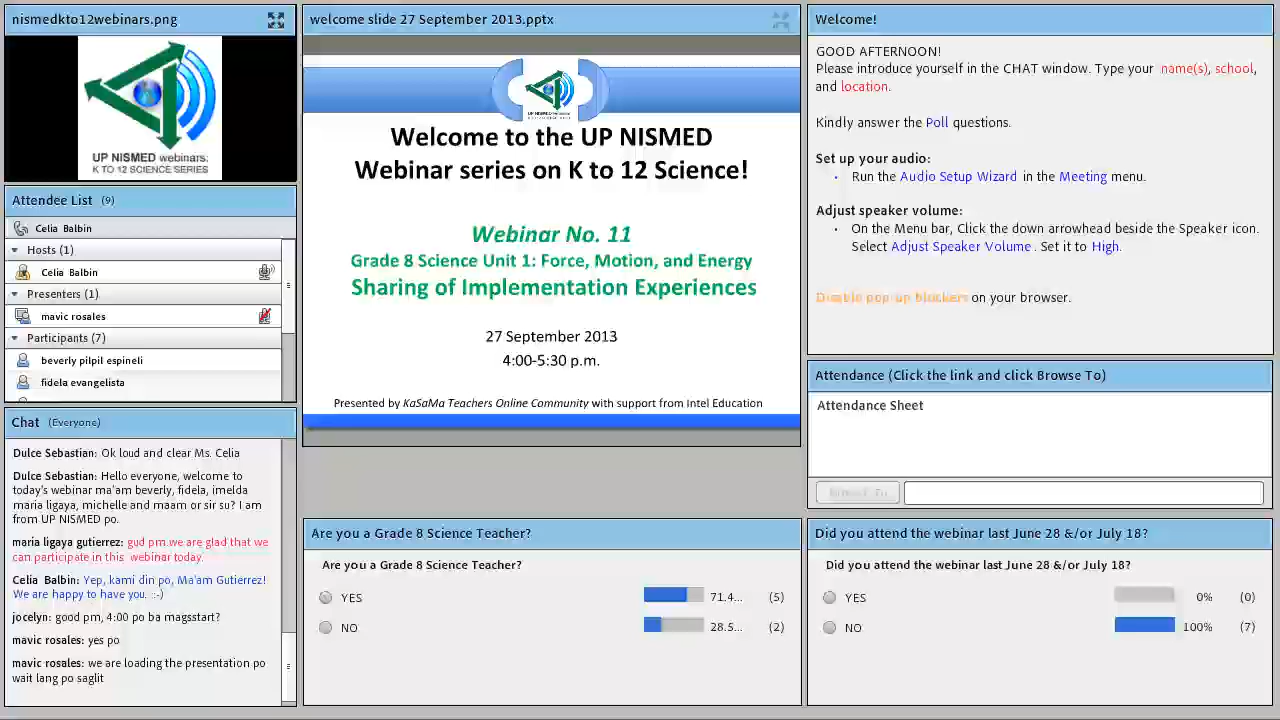 nismedkto12webinars.png
UP NISMED webinars:
K TO 12 SCIENCE SERIES
Attendee List (9)
Celia Balbin
Hosts (1)
Celia Balbin
Presenters (1)
mavic rosales
Participants (7)
beverly pilpil espineli
fidela evangelista
Chat (Everyone)
Dulce Sebastian: Ok loud and clear Ms. Celia
Dulce Sebastian: Hello everyone, welcome to
today's webinar ma'am beverly, fidela, imelda
maria ligaya, michelle and maam or sir su? I am
from UP NISMED po.
maria ligaya gutierrez: gud pm.we are glad that we
can participate in this webinar today.
Celia Balbin: Yep, kami din po, Ma'am Gutierrez!
We are happy to have you. :-)
jocelyn: good pm, 4:00 po ba magsstart?
mavic rosales: yes po
mavic rosales: we are loading the presentation po
wait lang po saglit
welcome slide 27 September 2013.pptx
UP NISMED webinars:
Welcome to the UP NISMED
Webinar series on K to 12 Science!
Webinar No. 11
Grade 8 Science Unit 1: Force, Motion, and Energy
Sharing of Implementation Experiences
27 September 2013
4:00-5:30 p.m.
Presented by KaSaMa Teachers Online Community with support from Intel Education
Are you a Grade 8 Science Teacher?
Are you a Grade 8 Science Teacher?
YES 71.4... (5)
NO 28.5... (2)
Welcome!
GOOD AFTERNOON!
Please introduce yourself in the CHAT window. Type your name(s), school,
and location.
Kindly answer the Poll questions.
Set up your audio:
· Run the Audio Setup Wizard in the Meeting menu.
Adjust speaker volume:
· On the Menu bar, Click the down arrowhead beside the Speaker icon.
Select Adjust Speaker Volume. Set it to High.
Disable pop-up blockers on your browser.
Attendance (Click the link and click Browse To)
Attendance Sheet
Browse To
Did you attend the webinar last June 28 &/or July 18?
Did you attend the webinar last June 28 &/or July 18?
YES 0% (0)
NO 100% (7)